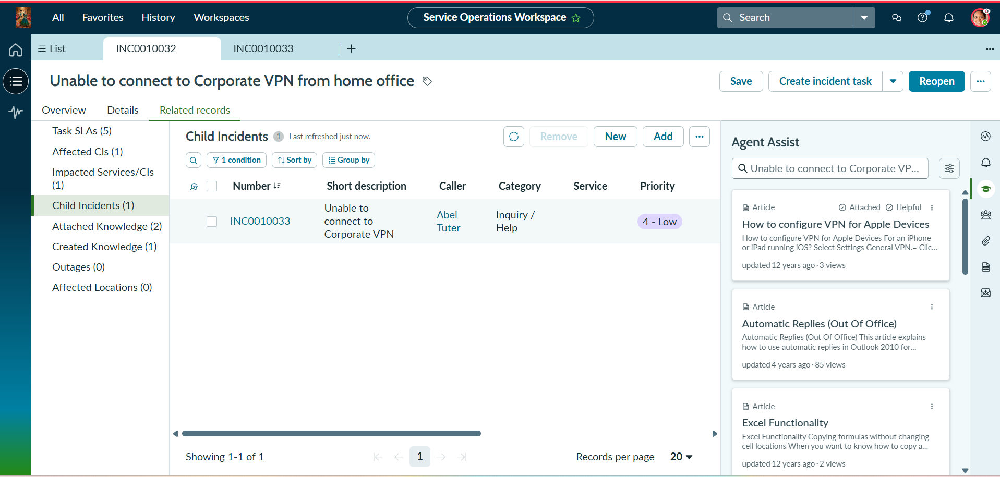 All Favorites History Workspaces
Service Operations Workspace
Search
List
INC0010032
INC0010033
Unable to connect to Corporate VPN from home office
Save
Create incident task
Reopen
Overview Details Related records
Task SLAs (5)
Affected CIs (1)
Impacted Services/CIs
(1)
Child Incidents (1)
Attached Knowledge (2)
Created Knowledge (1)
Outages (0)
Affected Locations (0)
Child Incidents 1 Last refreshed just now.
Remove
New
Add
1 condition
Sort by
Group by
Number Short description Caller Category Service Priority
INC0010033
Unable to
connect to
Corporate VPN
Abel
Tuter
Inquiry /
Help
4 - Low
Showing 1-1 of 1
1
Records per page 20
Agent Assist
Unable to connect to Corporate VP...
Article Attached Helpful
How to configure VPN for Apple Devices
How to configure VPN for Apple Devices For an iPhone
or iPad running iOS? Select Settings General VPN.= Clic...
updated 12 years ago · 3 views
Article
Automatic Replies (Out Of Office)
Automatic Replies (Out Of Office) This article explains
how to use automatic replies in Outlook 2010 for...
updated 4 years ago · 85 views
Article
Excel Functionality
Excel Functionality Copying formulas without changing
cell locations When you want to know how to copy a...
updated 12 years ago · 2 views